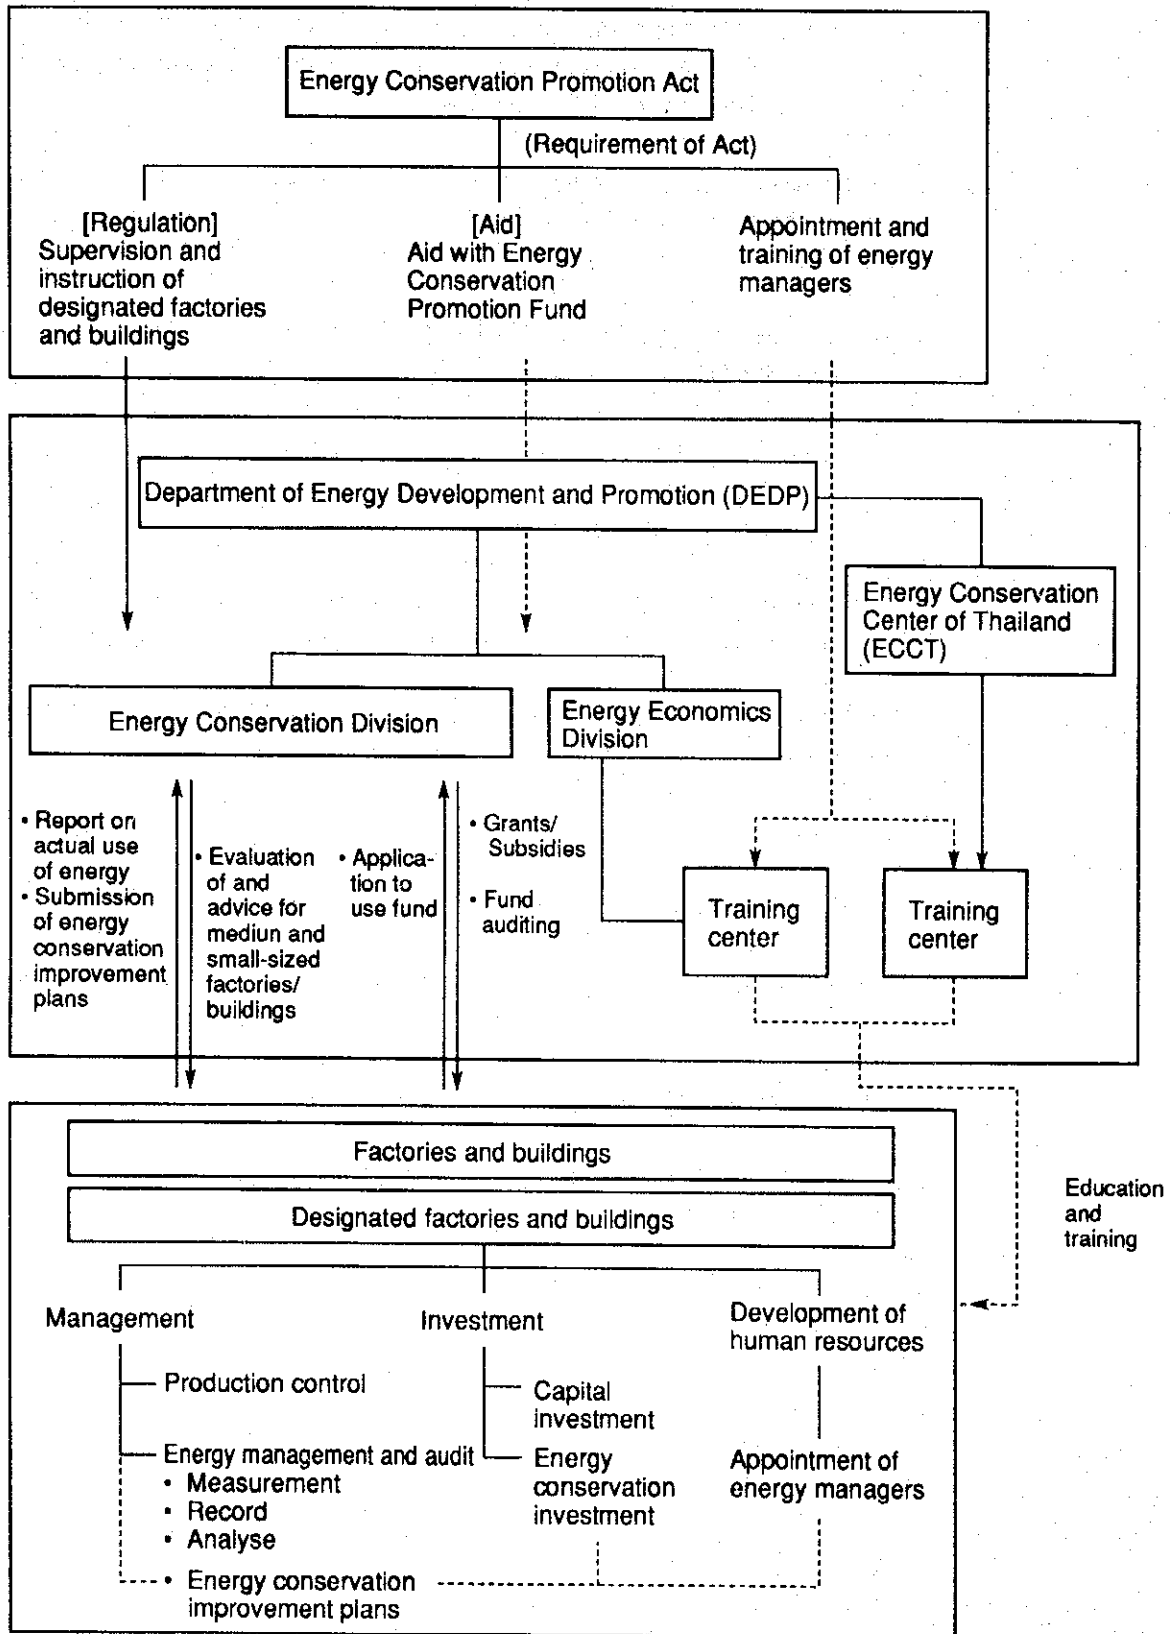 Energy Conservation Promotion Act
(Requirement of Act)
[Regulation]
Supervision and
instruction of
designated factories
and buildings
[Aid]
Aid with Energy
Conservation
Promotion Fund
Appointment and
training of energy
managers
Department of Energy Development and Promotion (DEDP)
Energy Conservation
Center of Thailand
(ECCT)
Energy Conservation Division
Energy Economics
Division
• Report on
actual use
of energy
• Submission
of energy
conservation
improvement
plans
• Evaluation
of and
advice for
mediun and
small-sized
factories/
buildings
• Applica-
tion to
use fund
• Grants/
Subsidies
• Fund
auditing
Training
center
Training
center
Factories and buildings
Designated factories and buildings
Education
and
training
Management
Production control
Energy management and audit
• Measurement
• Record
• Analyse
• Energy conservation
improvement plans
Investment
Capital
investment
Energy
conservation
investment
Development of
human resources
Appointment of
energy managers